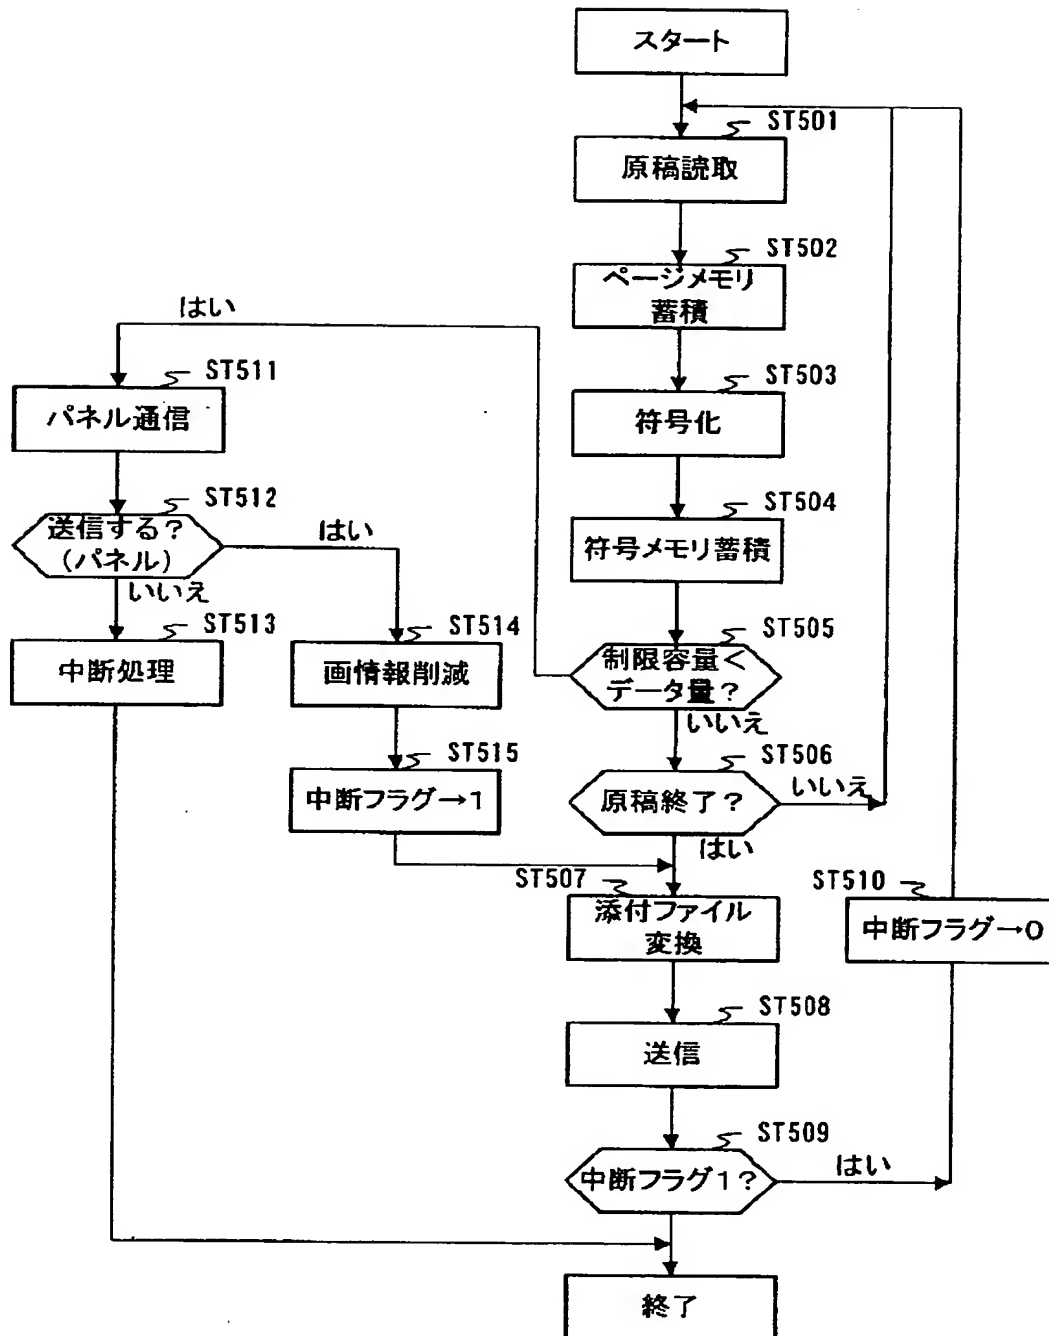 スタート
ST501
原稿読取
ST502
ページメモリ
蓄積
はい
ST511
パネル通信
ST503
符号化
ST512
送信する?
(パネル)
はい
いいえ
ST504
符号メモリ蓄積
ST513
中断処理
ST514
画情報削減
ST505
制限容量<
データ量?
いいえ
ST515
中断フラグ→1
ST506
原稿終了?
いいえ
はい
ST507
添付ファイル
変換
ST510
中断フラグ→0
ST508
送信
ST509
中断フラグ1?
はい
終了